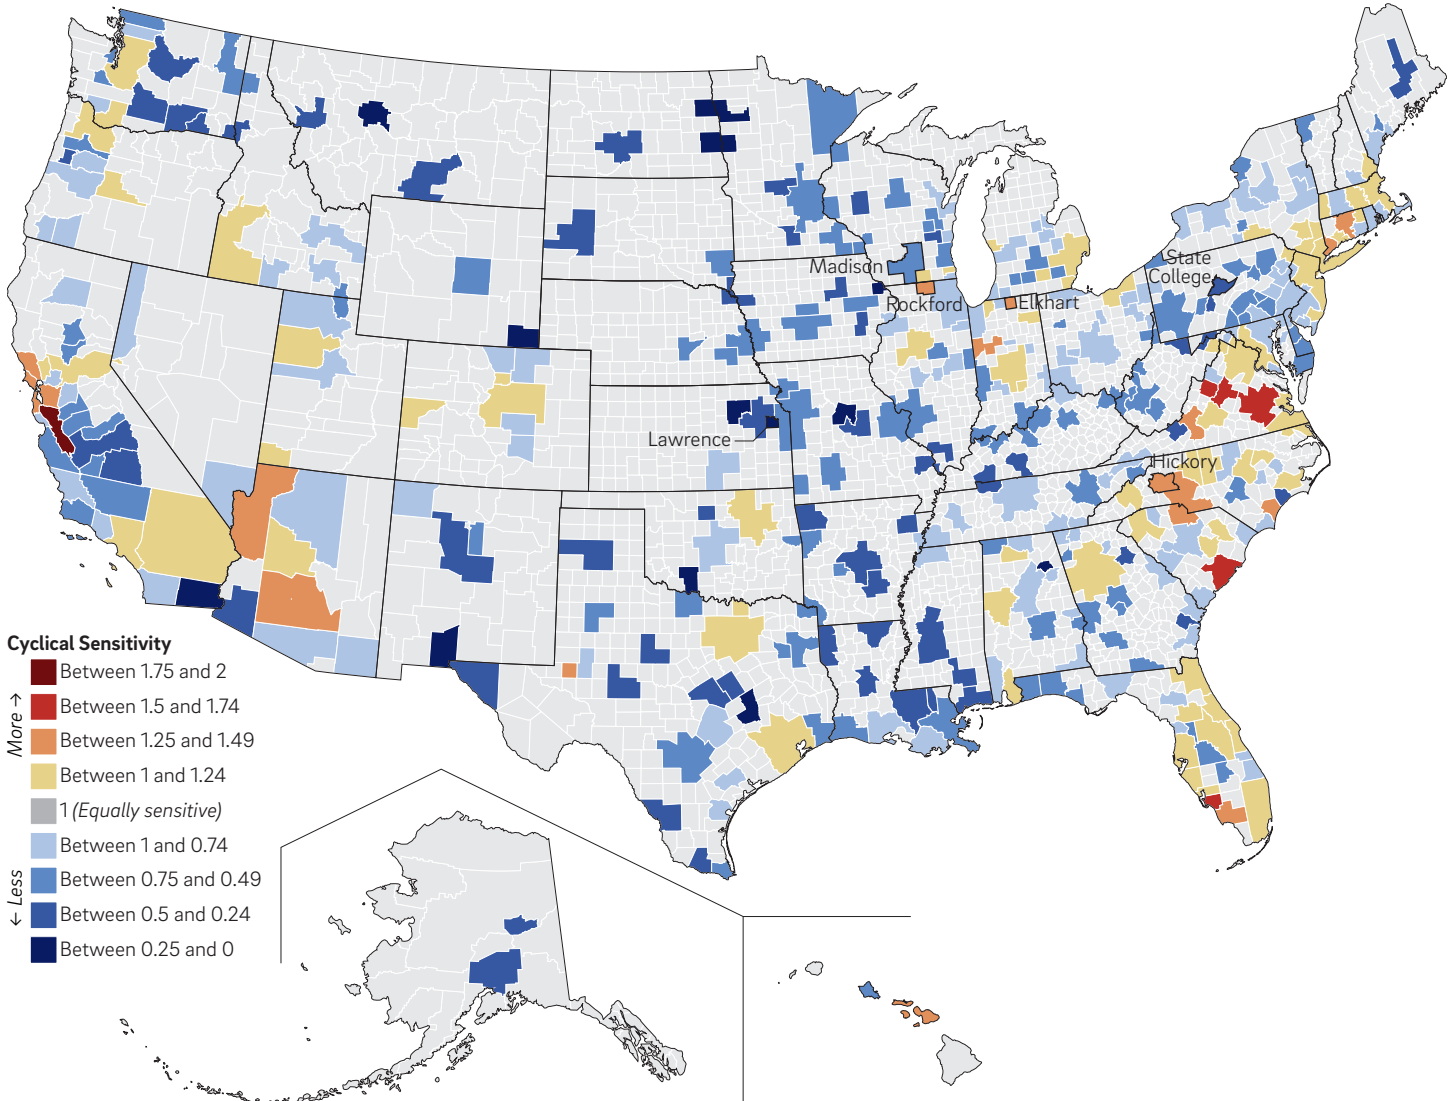 Madison
Rockford
Elkhart
State
College
Lawrence
Hickory
Cyclical Sensitivity
More →
← Less
Between 1.75 and 2
Between 1.5 and 1.74
Between 1.25 and 1.49
Between 1 and 1.24
1 (Equally sensitive)
Between 1 and 0.74
Between 0.75 and 0.49
Between 0.5 and 0.24
Between 0.25 and 0